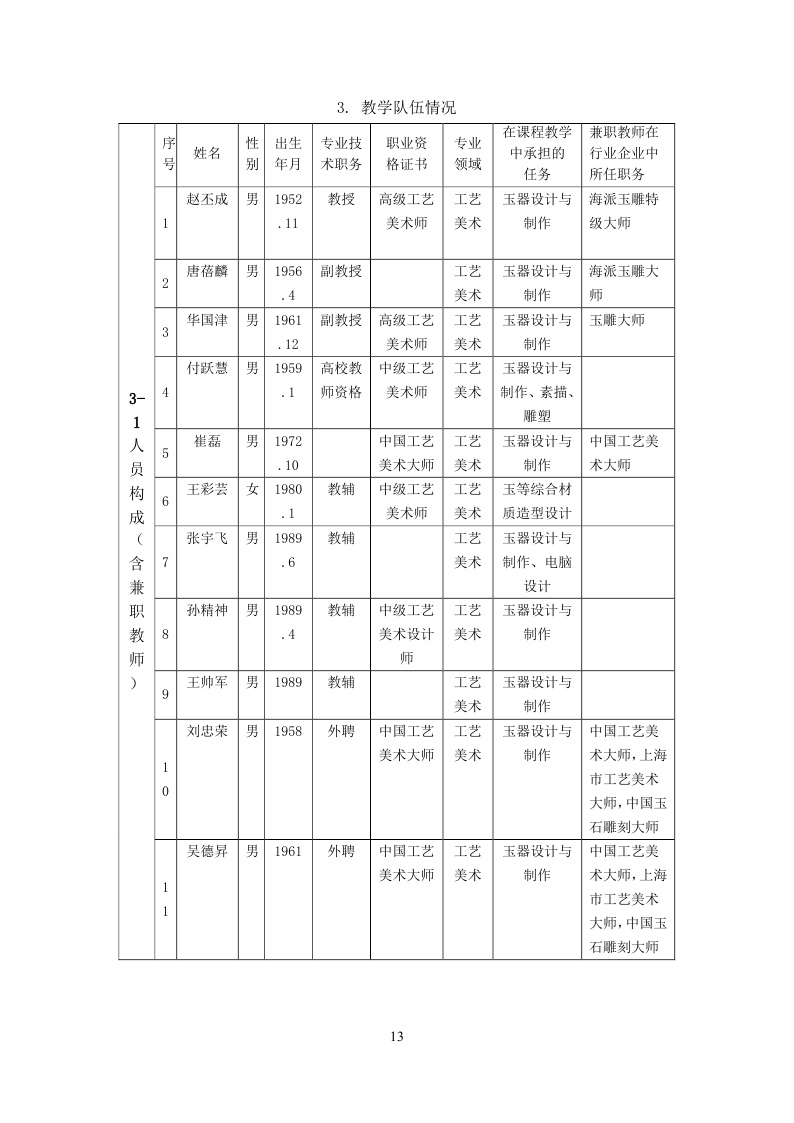 3. 教学队伍情况
3-1人员构成（含兼职教师）
序号 姓名 性别 出生年月 专业技术职务 职业资格证书 专业领域 在课程教学中承担的任务 兼职教师在行业企业中所任职务
1 赵丕成 男 1952.11 教授 高级工艺美术师 工艺美术 玉器设计与制作 海派玉雕特级大师
2 唐蓓麟 男 1956.4 副教授 工艺美术 玉器设计与制作 海派玉雕大师
3 华国津 男 1961.12 副教授 高级工艺美术师 工艺美术 玉器设计与制作 玉雕大师
4 付跃慧 男 1959.1 高校教师资格 中级工艺美术师 工艺美术 玉器设计与制作、素描、雕塑
5 崔磊 男 1972.10 中国工艺美术大师 工艺美术 玉器设计与制作 中国工艺美术大师
6 王彩芸 女 1980.1 教辅 中级工艺美术师 工艺美术 玉等综合材质造型设计
7 张宇飞 男 1989.6 教辅 工艺美术 玉器设计与制作、电脑设计
8 孙精神 男 1989.4 教辅 中级工艺美术设计师 工艺美术 玉器设计与制作
9 王帅军 男 1989 教辅 工艺美术 玉器设计与制作
10 刘忠荣 男 1958 外聘 中国工艺美术大师 工艺美术 玉器设计与制作 中国工艺美术大师,上海市工艺美术大师,中国玉石雕刻大师
11 吴德昇 男 1961 外聘 中国工艺美术大师 工艺美术 玉器设计与制作 中国工艺美术大师,上海市工艺美术大师,中国玉石雕刻大师
13